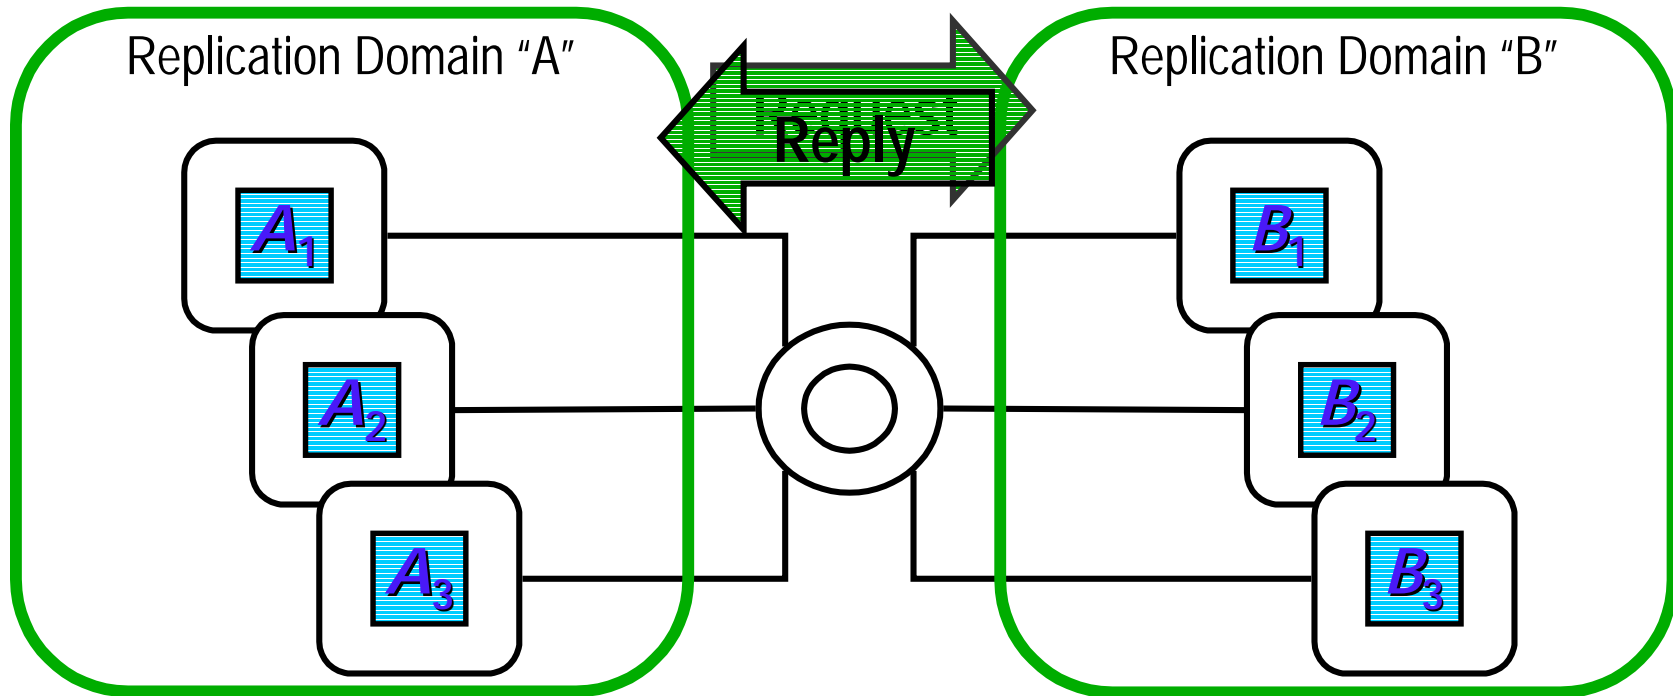 Replication Domain “A”
Replication Domain “B”
Request
Reply
A1
B1
A2
B2
A3
B3